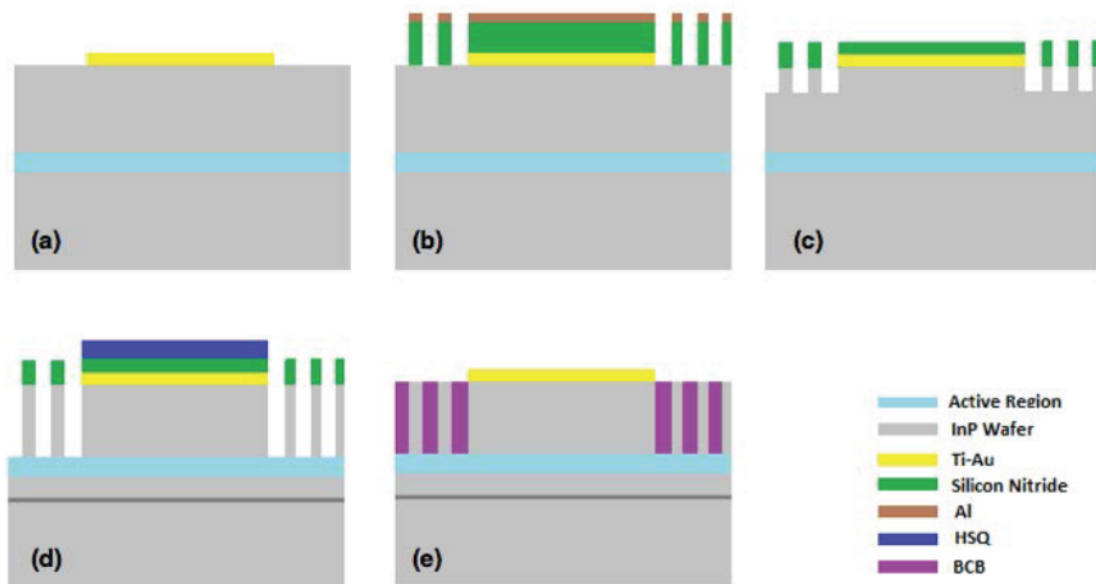 (a)
(b)
(c)
(d)
(e)
Active Region
InP Wafer
Ti-Au
Silicon Nitride
Al
HSQ
BCB